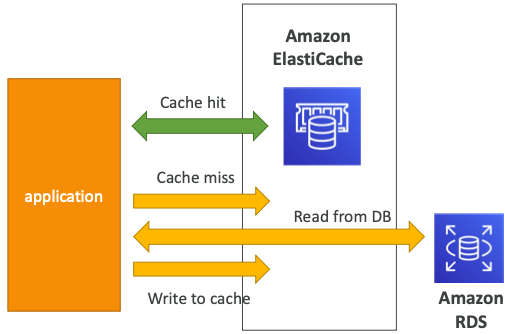 Amazon
ElastiCache
Cache hit
application
Cache miss
Read from DB
Write to cache
Amazon
RDS